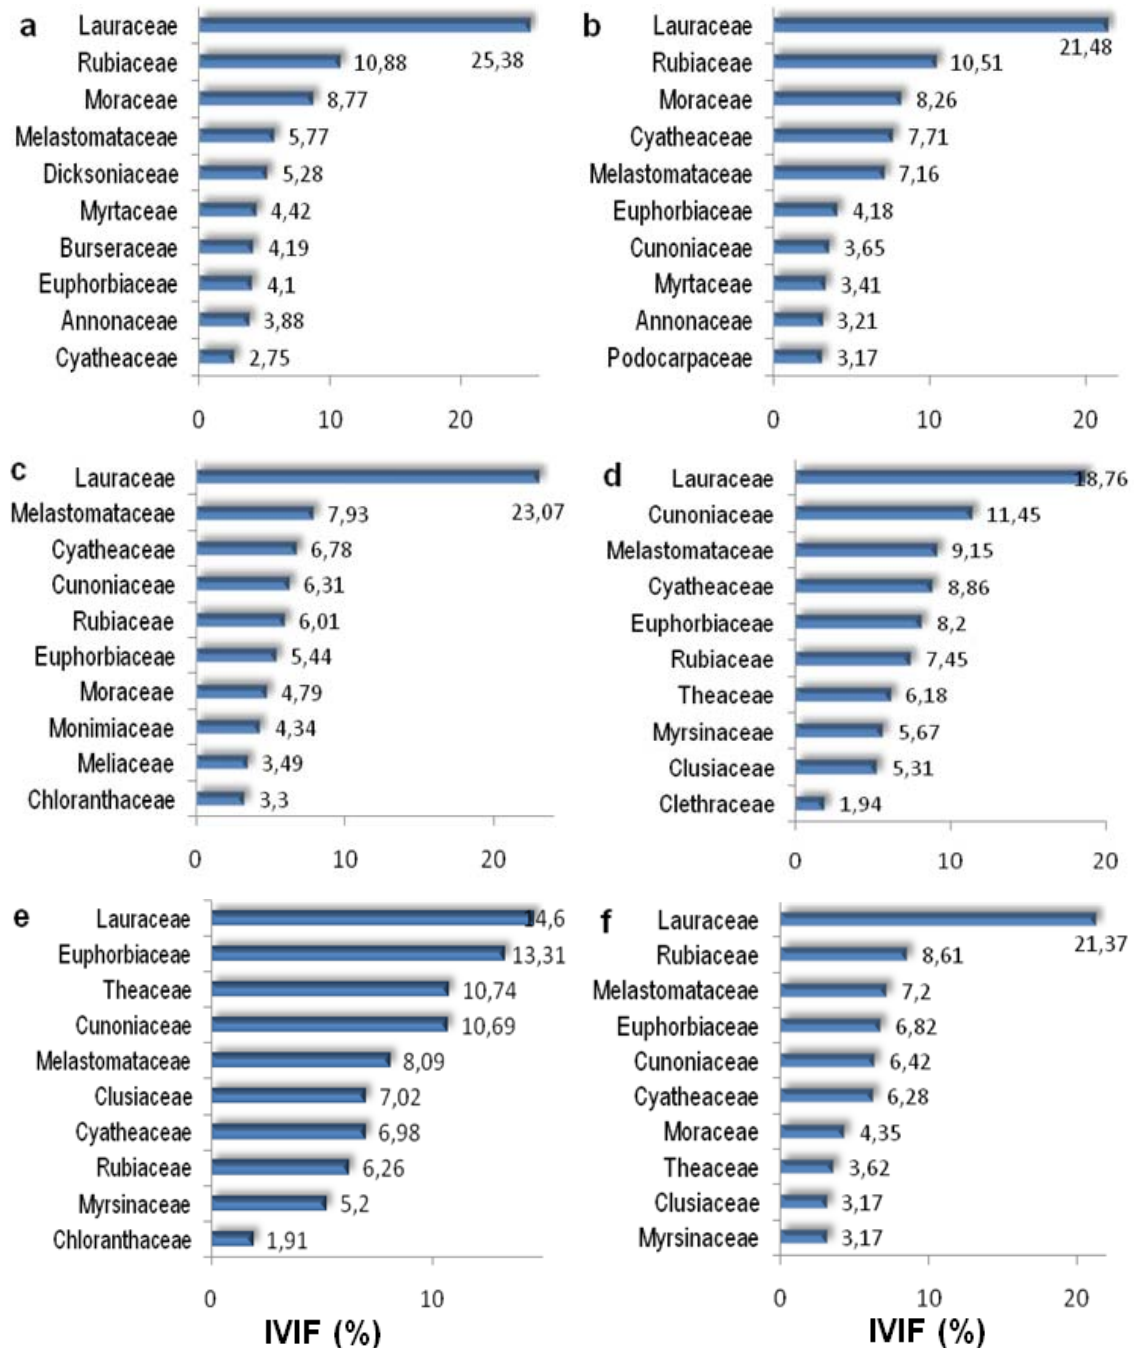 a
Lauraceae 25,38
Rubiaceae 10,88
Moraceae 8,77
Melastomataceae 5,77
Dicksoniaceae 5,28
Myrtaceae 4,42
Burseraceae 4,19
Euphorbiaceae 4,1
Annonaceae 3,88
Cyatheaceae 2,75
0 10 20
b
Lauraceae 21,48
Rubiaceae 10,51
Moraceae 8,26
Cyatheaceae 7,71
Melastomataceae 7,16
Euphorbiaceae 4,18
Cunoniaceae 3,65
Myrtaceae 3,41
Annonaceae 3,21
Podocarpaceae 3,17
0 10 20
c
Lauraceae 23,07
Melastomataceae 7,93
Cyatheaceae 6,78
Cunoniaceae 6,31
Rubiaceae 6,01
Euphorbiaceae 5,44
Moraceae 4,79
Monimiaceae 4,34
Meliaceae 3,49
Chloranthaceae 3,3
0 10 20
d
Lauraceae 18,76
Cunoniaceae 11,45
Melastomataceae 9,15
Cyatheaceae 8,86
Euphorbiaceae 8,2
Rubiaceae 7,45
Theaceae 6,18
Myrsinaceae 5,67
Clusiaceae 5,31
Clethraceae 1,94
0 10 20
e
Lauraceae 14,6
Euphorbiaceae 13,31
Theaceae 10,74
Cunoniaceae 10,69
Melastomataceae 8,09
Clusiaceae 7,02
Cyatheaceae 6,98
Rubiaceae 6,26
Myrsinaceae 5,2
Chloranthaceae 1,91
0 10
IVIF (%)
f
Lauraceae 21,37
Rubiaceae 8,61
Melastomataceae 7,2
Euphorbiaceae 6,82
Cunoniaceae 6,42
Cyatheaceae 6,28
Moraceae 4,35
Theaceae 3,62
Clusiaceae 3,17
Myrsinaceae 3,17
0 10 20
IVIF (%)